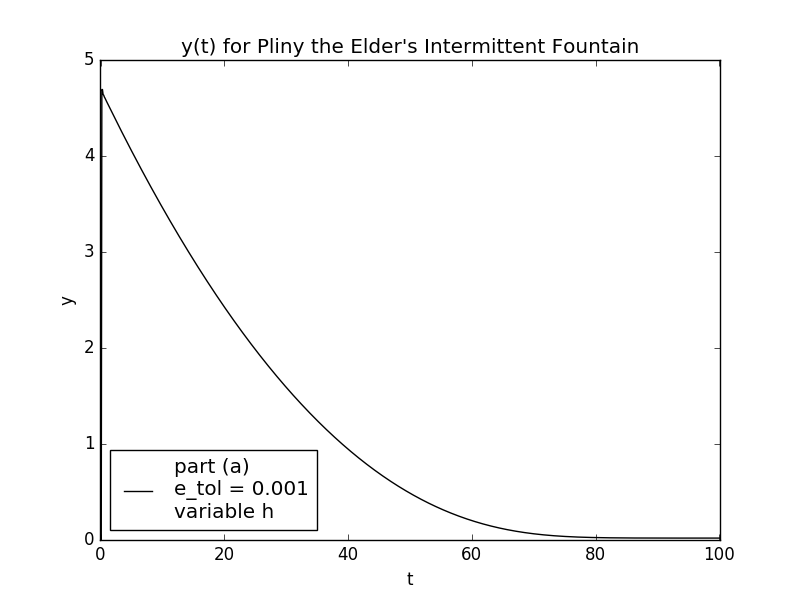 y(t) for Pliny the Elder's Intermittent Fountain
5
4
3
2
1
0
y
part (a)
e_tol = 0.001
variable h
0 20 40 60 80 100
t